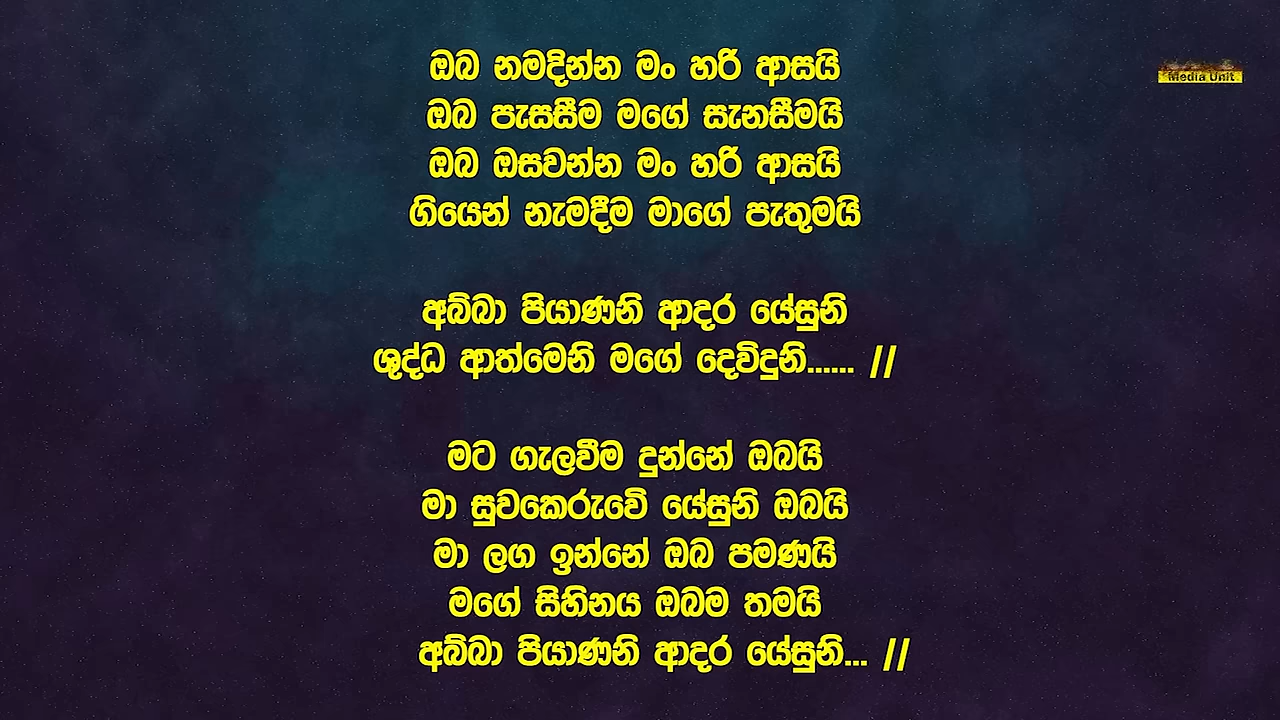 ඔබ නමදින්න මං හරි ආසයි
Media Unit
ඔබ පැසසීම මගේ සැනසීමයි
ඔබ ඔසවන්න මං හරි ආසයි
ගියෙන් නැමදීම මාගේ පැතුමයි
අබ්බා පියාණනි ආදර යේසුනි
ශුද්ධ ආත්මෙනි මගේ දෙවිදුනි...... //
මට ගැලවීම දුන්නේ ඔබයි
මා සුවකෙරුවේ යේසුනි ඔබයි
මා ලග ඉන්නේ ඔබ පමණයි
මගේ සිහිනය ඔබම තමයි
අබ්බා පියාණනි ආදර යේසුනි... //